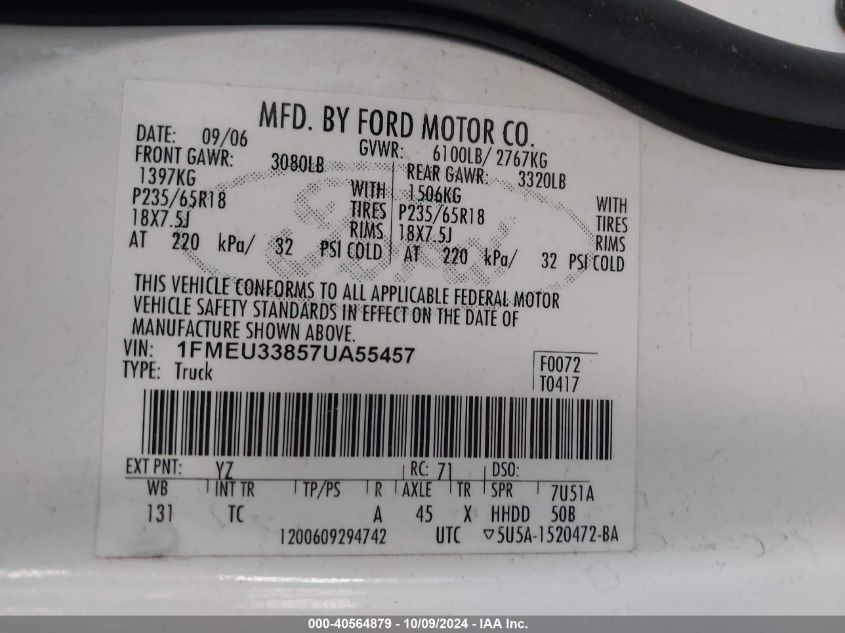 MFD. BY FORD MOTOR CO.
DATE: 09/06 GVWR: 6100LB/ 2767KG
FRONT GAWR: 3080LB REAR GAWR: 3320LB
1397KG WITH 1506KG WITH
P235/65R18 TIRES P235/65R18 TIRES
18X7.5J RIMS 18X7.5J RIMS
AT 220 kPa/ 32 PSI COLD AT 220 kPa/ 32 PSI COLD
THIS VEHICLE CONFORMS TO ALL APPLICABLE FEDERAL MOTOR
VEHICLE SAFETY STANDARDS IN EFFECT ON THE DATE OF
MANUFACTURE SHOWN ABOVE.
VIN: 1FMEU33857UA55457 F0072
TYPE: Truck T0417
EXT PNT: YZ RC: 71 DSO:
WB INT TR TP/PS R AXLE TR SPR 7U51A
131 TC A 45 X HHDD 50B
1200609294742 UTC ▽5U5A-1520472-BA
Ford
000-40564879 - 10/09/2024 - IAA Inc.